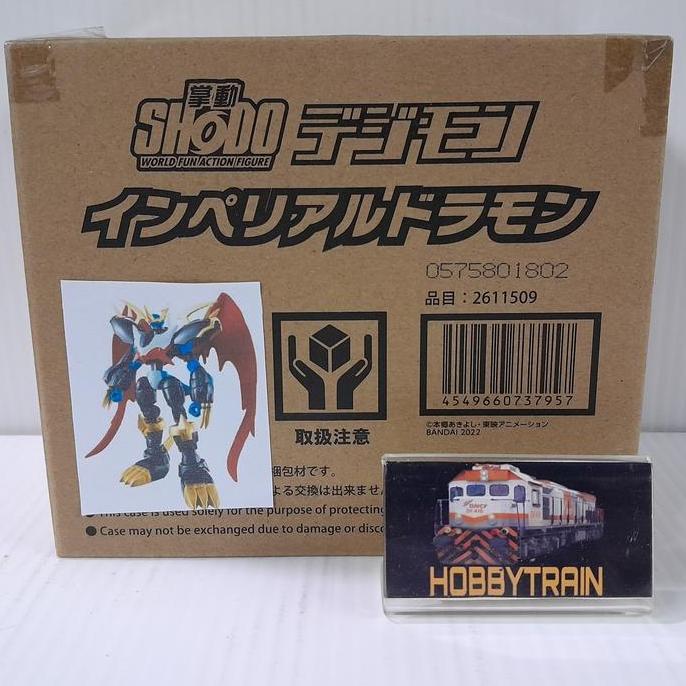 掌動
SHODO
WORLD FUN ACTION FIGURE
デジモン
インペリアルドラモン
0575801802
品目：2611509
4549660737957
取扱注意
©本郷あきよし・東映アニメーション
BANDAI 2022
梱包材です。
よる交換は出来ませ
This case is used solely for the purpose of protecting
● Case may not be exchanged due to damage or disco
HOBBYTRAIN